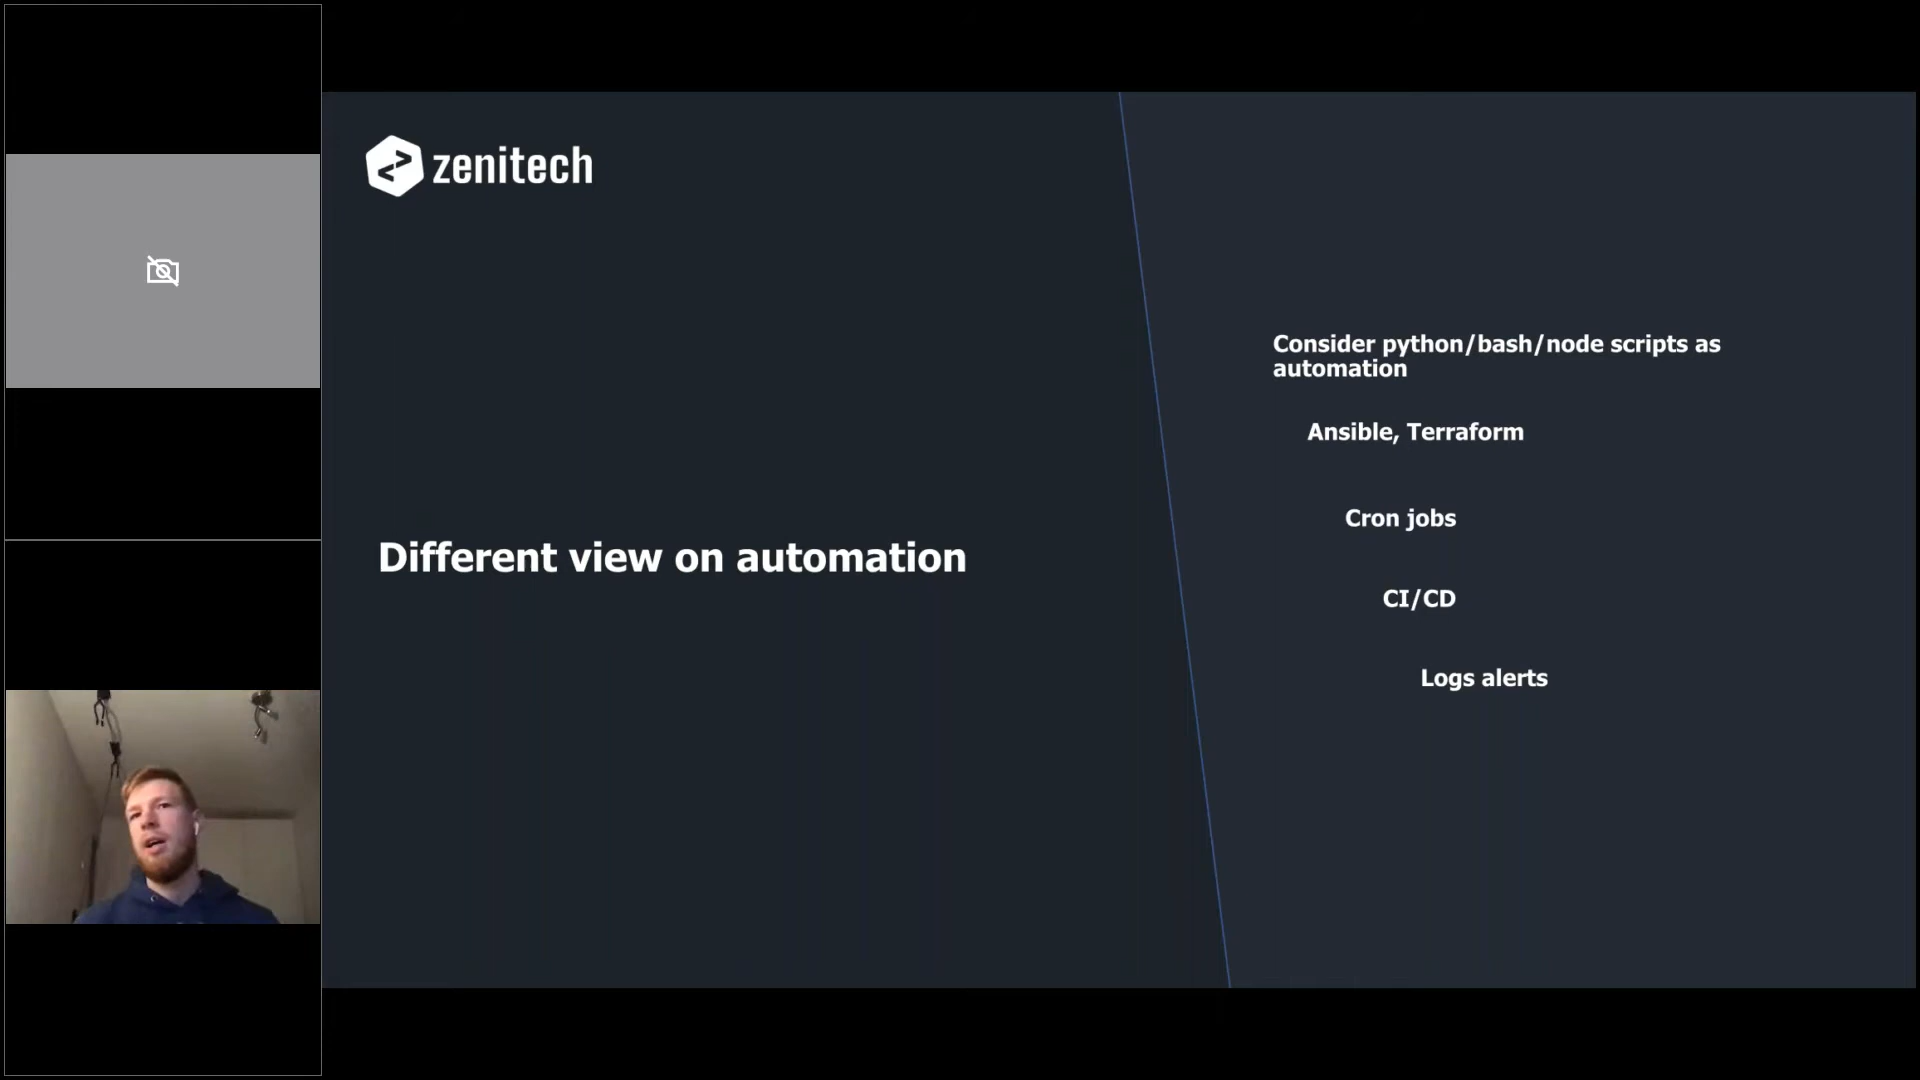 zenitech
Different view on automation
Consider python/bash/node scripts as
automation
Ansible, Terraform
Cron jobs
CI/CD
Logs alerts